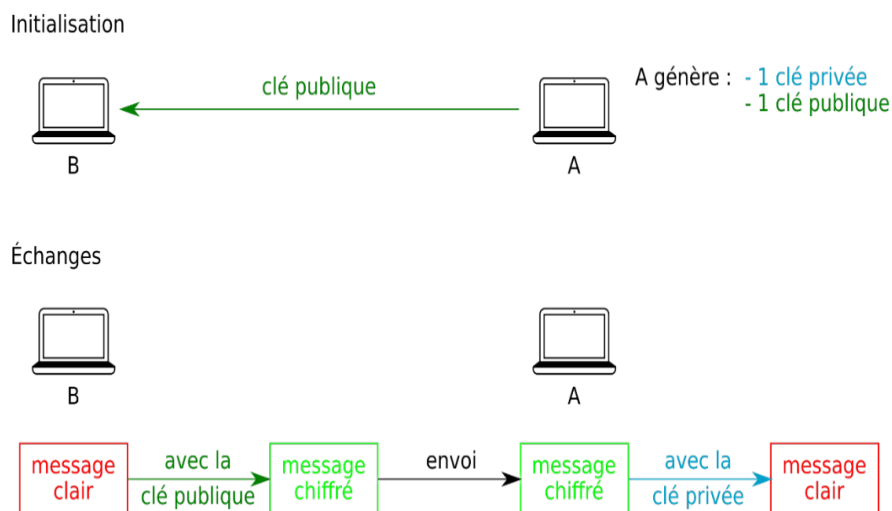 Initialisation
clé publique
A génère : - 1 clé privée
- 1 clé publique
B
A
Échanges
B
A
message
clair
avec la
clé publique
message
chiffré
envoi
message
chiffré
avec la
clé privée
message
clair